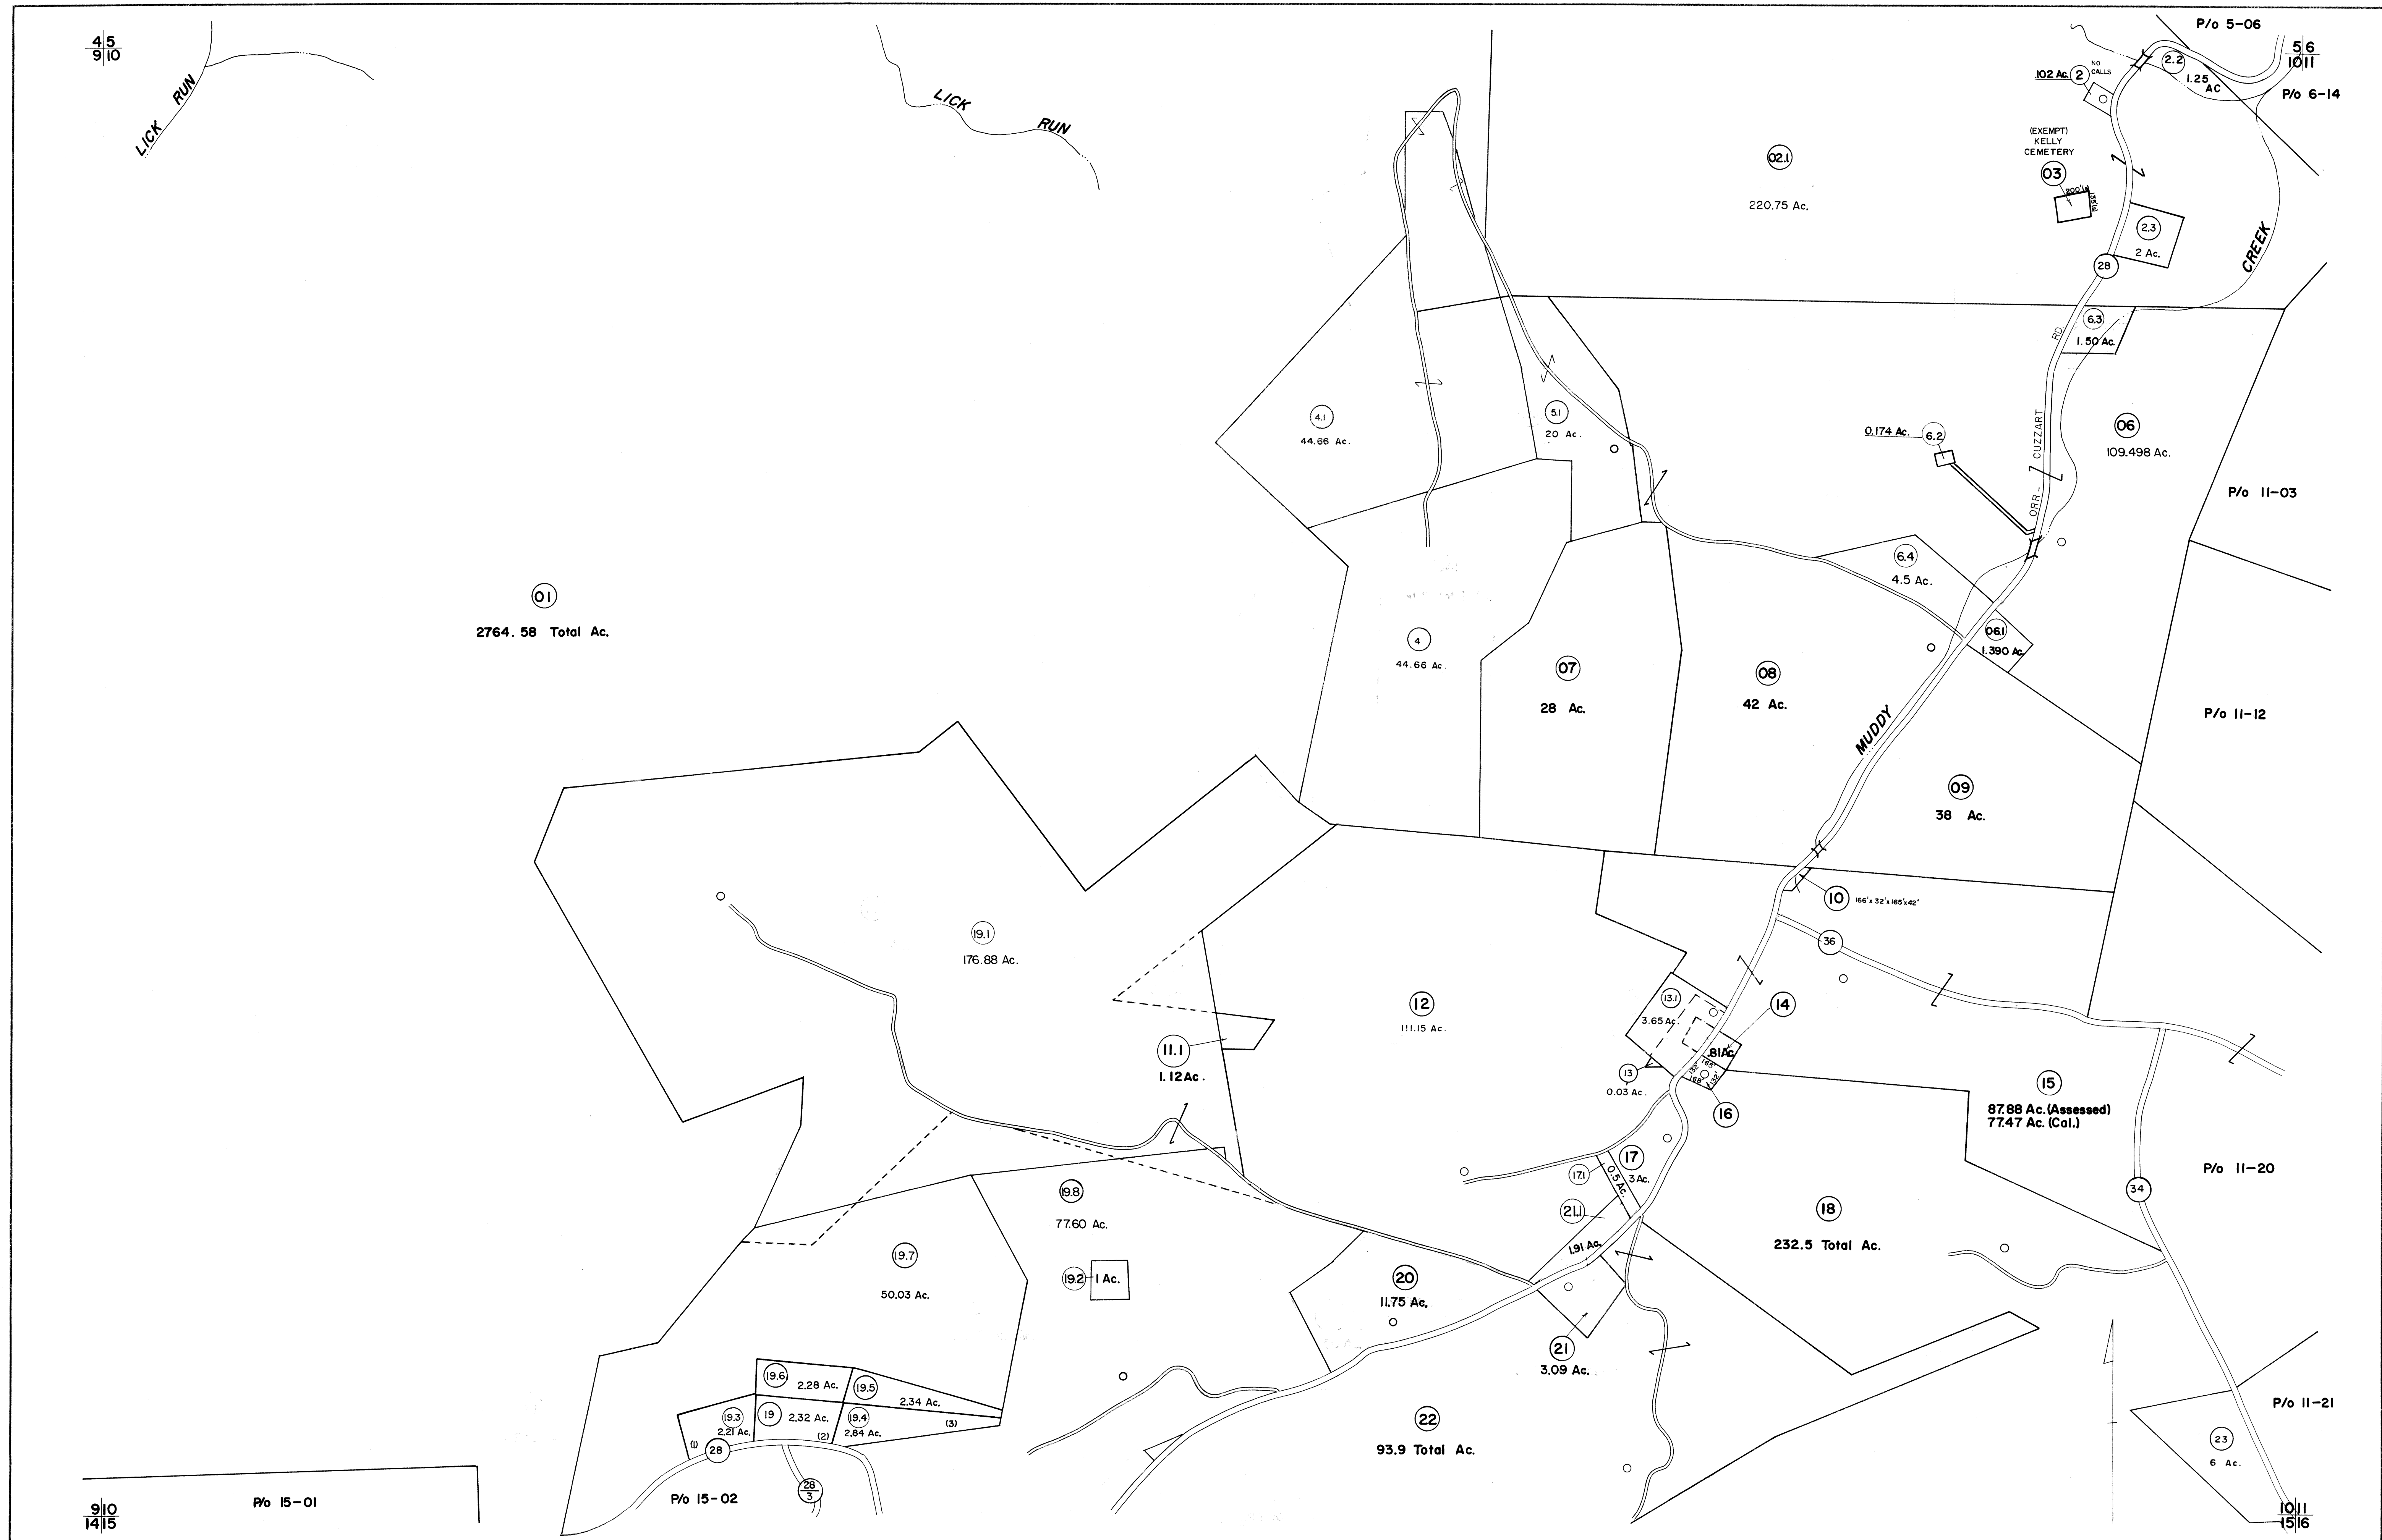 4 5
9 10
LICK RUN
LICK RUN
P/o 5-06
5 6
10 11
2.2
1.25
AC
P/o 6-14
.102 Ac. 2
NO
CALLS
(EXEMPT)
KELLY
CEMETERY
03
200'(s)
135'(s)
02.1
220.75 Ac.
2.3
2 Ac.
28
CREEK
6.3
1.50 Ac.
ORR - CUZZART RD.
4.1
44.66 Ac.
5.1
20 Ac.
0.174 Ac. 6.2
06
109.498 Ac.
P/o 11-03
6.4
4.5 Ac.
01
2764.58 Total Ac.
4
44.66 Ac.
06.1
1.390 Ac.
07
28 Ac.
08
42 Ac.
MUDDY
P/o 11-12
09
38 Ac.
10 166' x 32' x 165' x 42'
19.1
176.88 Ac.
36
12
111.15 Ac.
13.1
3.65 Ac.
14
.81Ac.
11.1
1.12 Ac.
13
0.03 Ac.
132' 165'
165' 132'
16
15
87.88 Ac. (Assessed)
77.47 Ac. (Cal.)
17
3 Ac.
17.1
0.5 Ac.
P/o 11-20
34
19.8
77.60 Ac.
21.1
1.91 Ac.
18
232.5 Total Ac.
19.7
50.03 Ac.
19.2 1 Ac.
20
11.75 Ac.
21
3.09 Ac.
19.6 2.28 Ac.
19.5
2.34 Ac.
19.3
2.21 Ac.
(1)
19 2.32 Ac.
(2)
19.4
2.84 Ac.
(3)
28
22
93.9 Total Ac.
P/o 11-21
23
6 Ac.
28
3
P/o 15-01
P/o 15-02
9 10
14 15
10 11
15 16